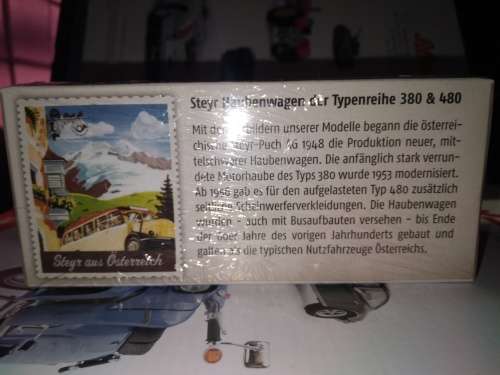 Steyr Haubenwagen der Typenreihe 380 & 480
Mit den Vorbildern unserer Modelle begann die österrei-
chische Steyr-Puch AG 1948 die Produktion neuer, mit-
telschwerer Haubenwagen. Die anfänglich stark verrun-
dete Motorhaube des Typs 380 wurde 1953 modernisiert.
Ab 1956 gab es für den aufgelasteten Typ 480 zusätzlich
seitliche Scheinwerferverkleidungen. Die Haubenwagen
wurden - auch mit Busaufbauten versehen - bis Ende
der 60er Jahre des vorigen Jahrhunderts gebaut und
galten als die typischen Nutzfahrzeuge Österreichs.
Steyr aus Österreich